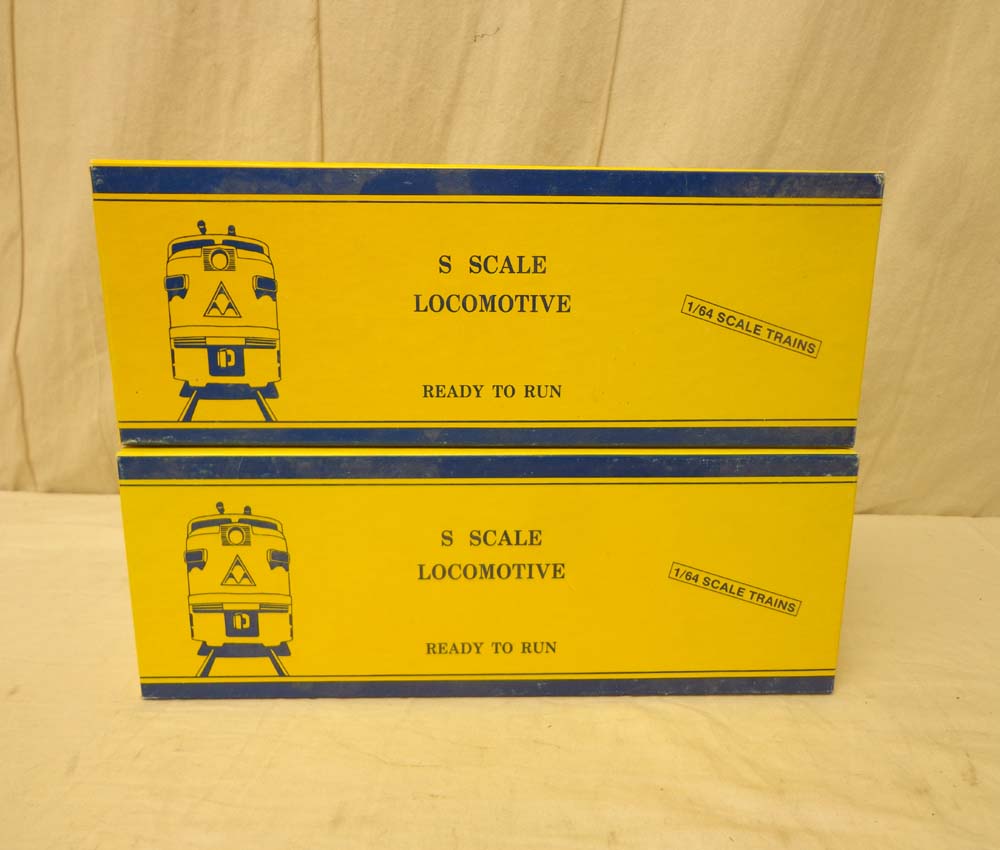 S SCALE
LOCOMOTIVE
1/64 SCALE TRAINS
READY TO RUN
S SCALE
LOCOMOTIVE
1/64 SCALE TRAINS
READY TO RUN